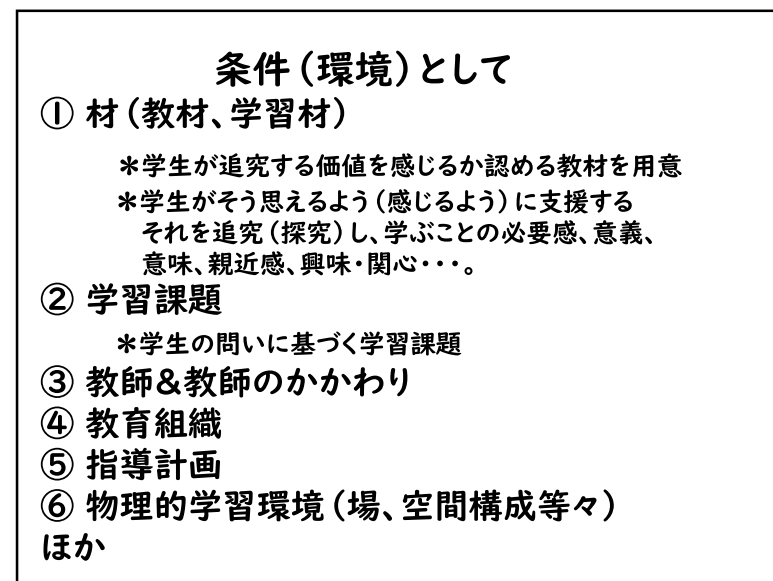 条件（環境）として
① 材（教材、学習材）
＊学生が追究する価値を感じるか認める教材を用意
＊学生がそう思えるよう（感じるよう）に支援する
それを追究（探究）し、学ぶことの必要感、意義、
意味、親近感、興味・関心・・・。
② 学習課題
＊学生の問いに基づく学習課題
③ 教師＆教師のかかわり
④ 教育組織
⑤ 指導計画
⑥ 物理的学習環境（場、空間構成等々）
ほか